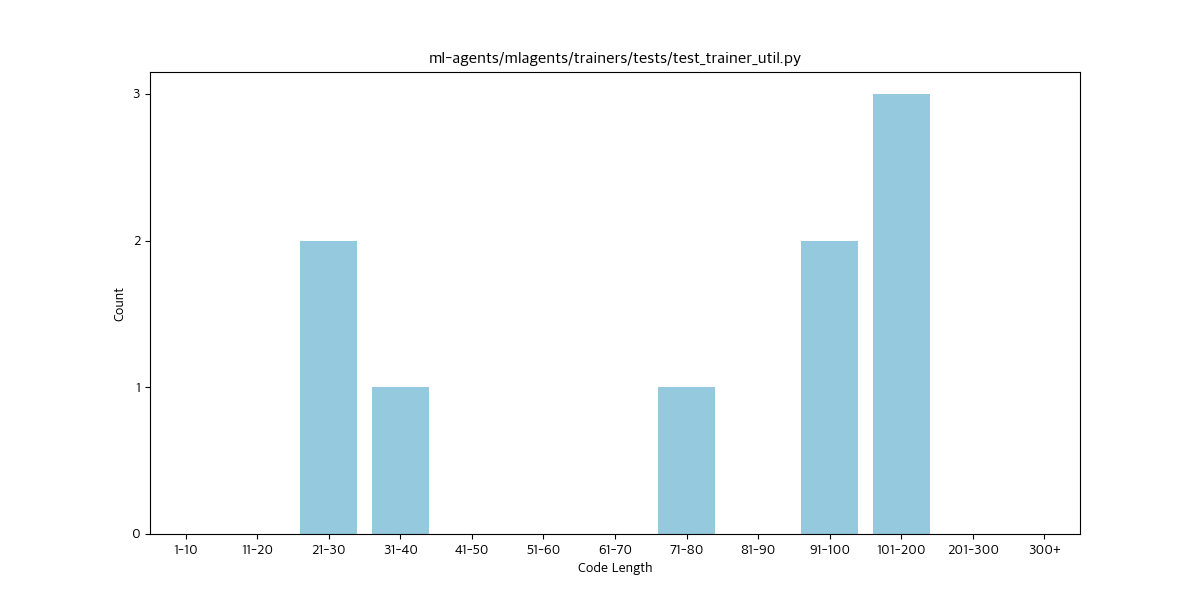 ml-agents/mlagents/trainers/tests/test_trainer_util.py
3
2
1
0
Count
1-10 11-20 21-30 31-40 41-50 51-60 61-70 71-80 81-90 91-100 101-200 201-300 300+
Code Length